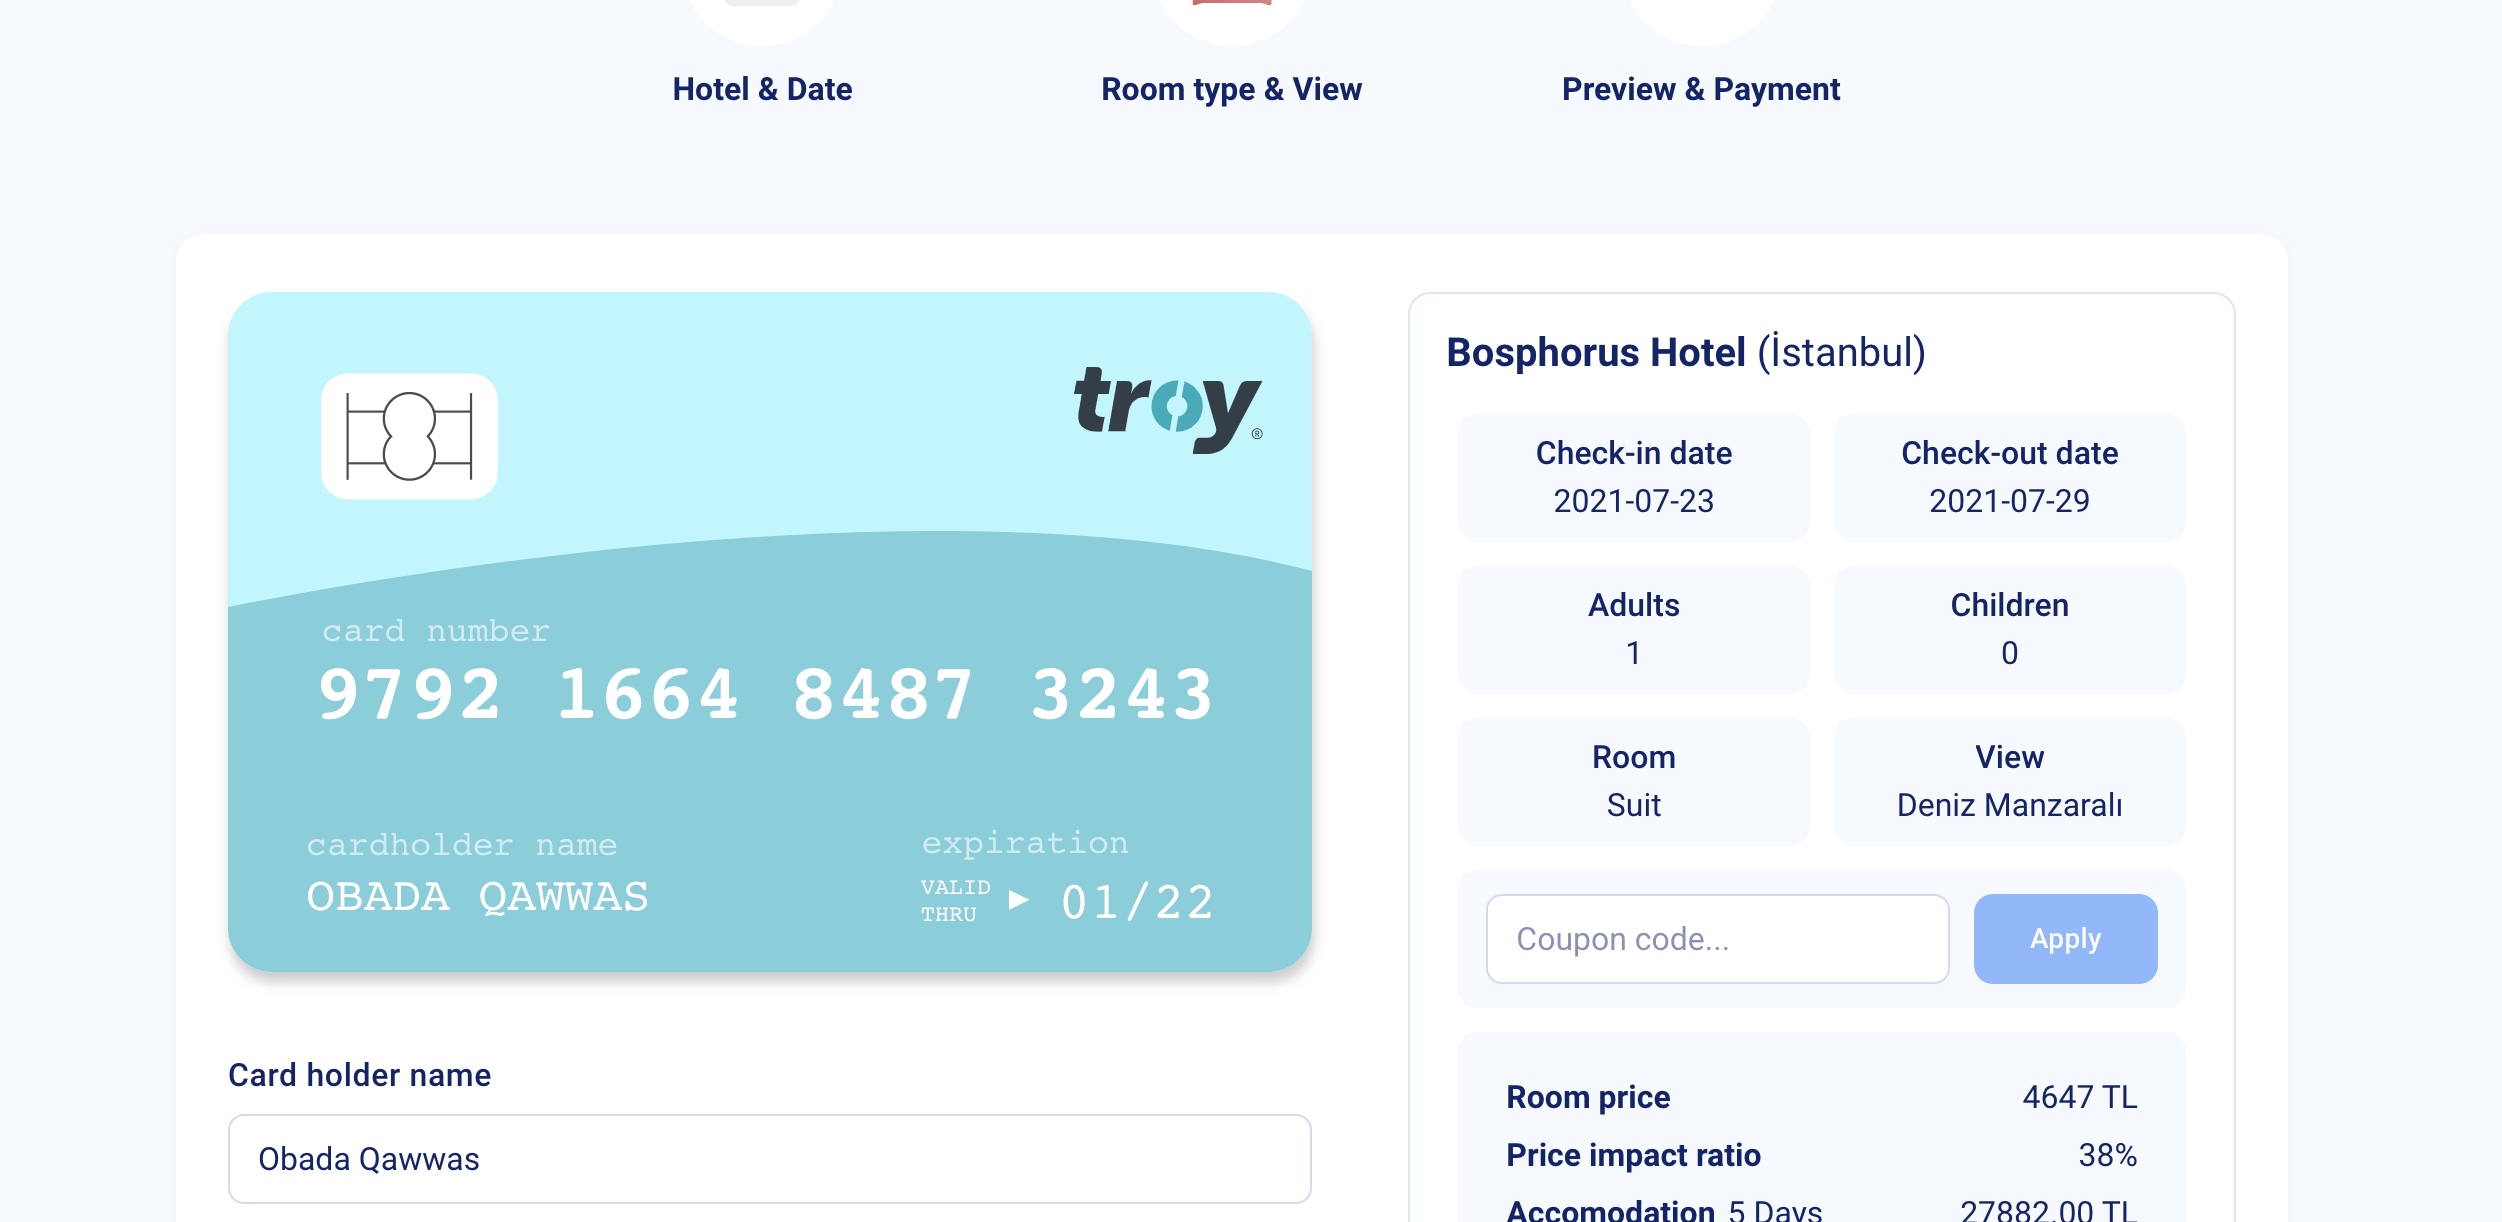 Hotel & Date
Room type & View
Preview & Payment
troy®
card number
9792 1664 8487 3243
cardholder name
OBADA QAWWAS
expiration
VALID THRU ▶ 01/22
Card holder name
Obada Qawwas
Bosphorus Hotel (İstanbul)
Check-in date
2021-07-23
Check-out date
2021-07-29
Adults
1
Children
0
Room
Suit
View
Deniz Manzaralı
Coupon code...
Apply
Room price 4647 TL
Price impact ratio 38%
Accomodation 5 Days 27882.00 TL